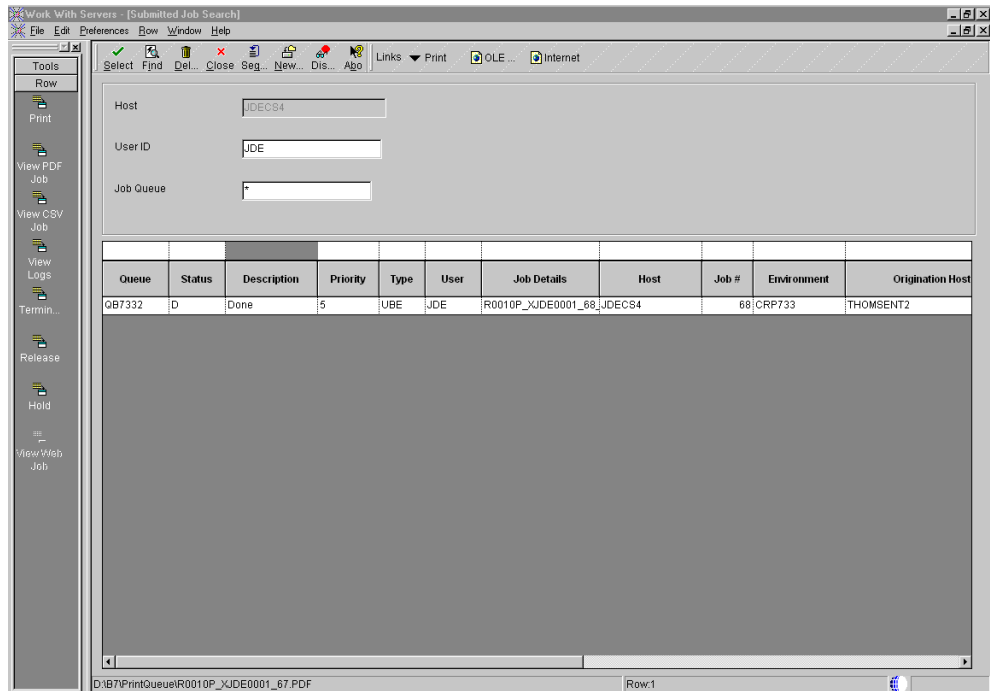 Work With Servers - [Submitted Job Search]
File Edit Preferences Row Window Help
Tools
Row
Print
View PDF
Job
View CSV
Job
View
Logs
Termin...
Release
Hold
View Web
Job
Select Find Del... Close Seq... New... Dis... Abo Links Print OLE ... Internet
Host JDECS4
User ID JDE
Job Queue *
Queue Status Description Priority Type User Job Details Host Job # Environment Origination Host
QB7332 D Done 5 UBE JDE R0010P_XJDE0001_68_ JDECS4 68 CRP733 THOMSENT2
D:\B7\PrintQueue\R0010P_XJDE0001_67.PDF Row:1